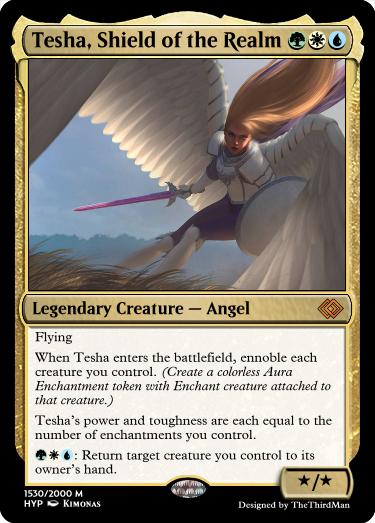 Tesha, Shield of the Realm
Legendary Creature — Angel
Flying
When Tesha enters the battlefield, ennoble each
creature you control. (Create a colorless Aura
Enchantment token with Enchant creature attached to
that creature.)
Tesha's power and toughness are each equal to the
number of enchantments you control.
: Return target creature you control to its
owner's hand.
*/*
1530/2000 M
HYP Kimonas
Designed by TheThirdMan